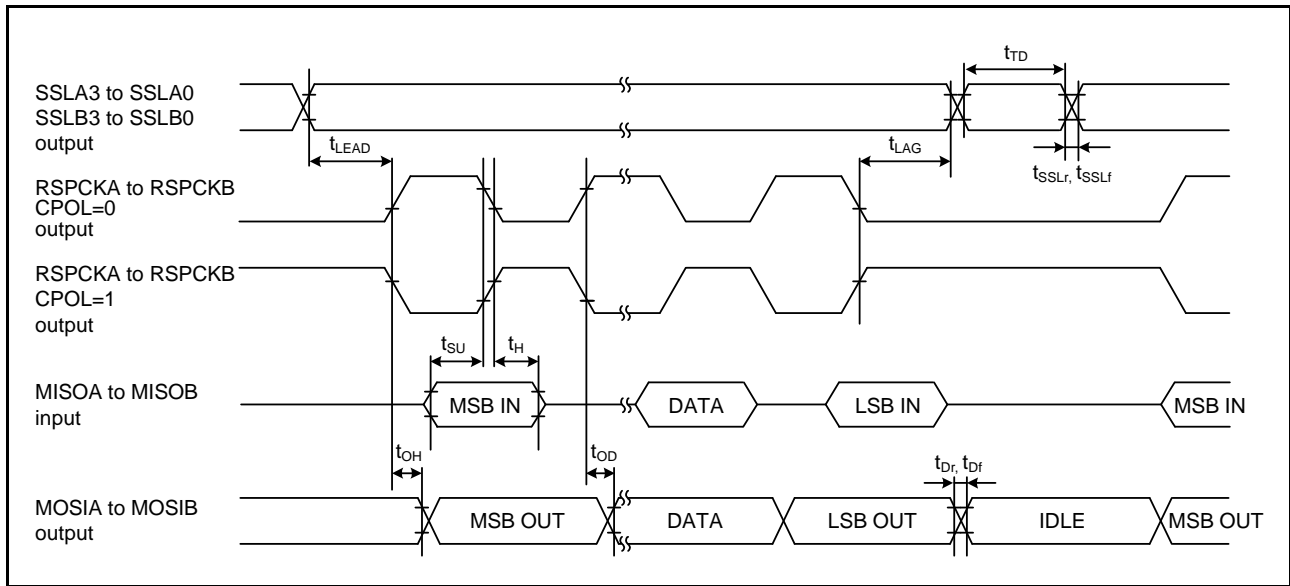 SSLA3 to SSLA0
SSLB3 to SSLB0
output
tTD
tLEAD
tLAG
tSSLr, tSSLf
RSPCKA to RSPCKB
CPOL=0
output
RSPCKA to RSPCKB
CPOL=1
output
tSU
tH
MISOA to MISOB
input
MSB IN
DATA
LSB IN
MSB IN
tOH
tOD
tDr, tDf
MOSIA to MOSIB
output
MSB OUT
DATA
LSB OUT
IDLE
MSB OUT